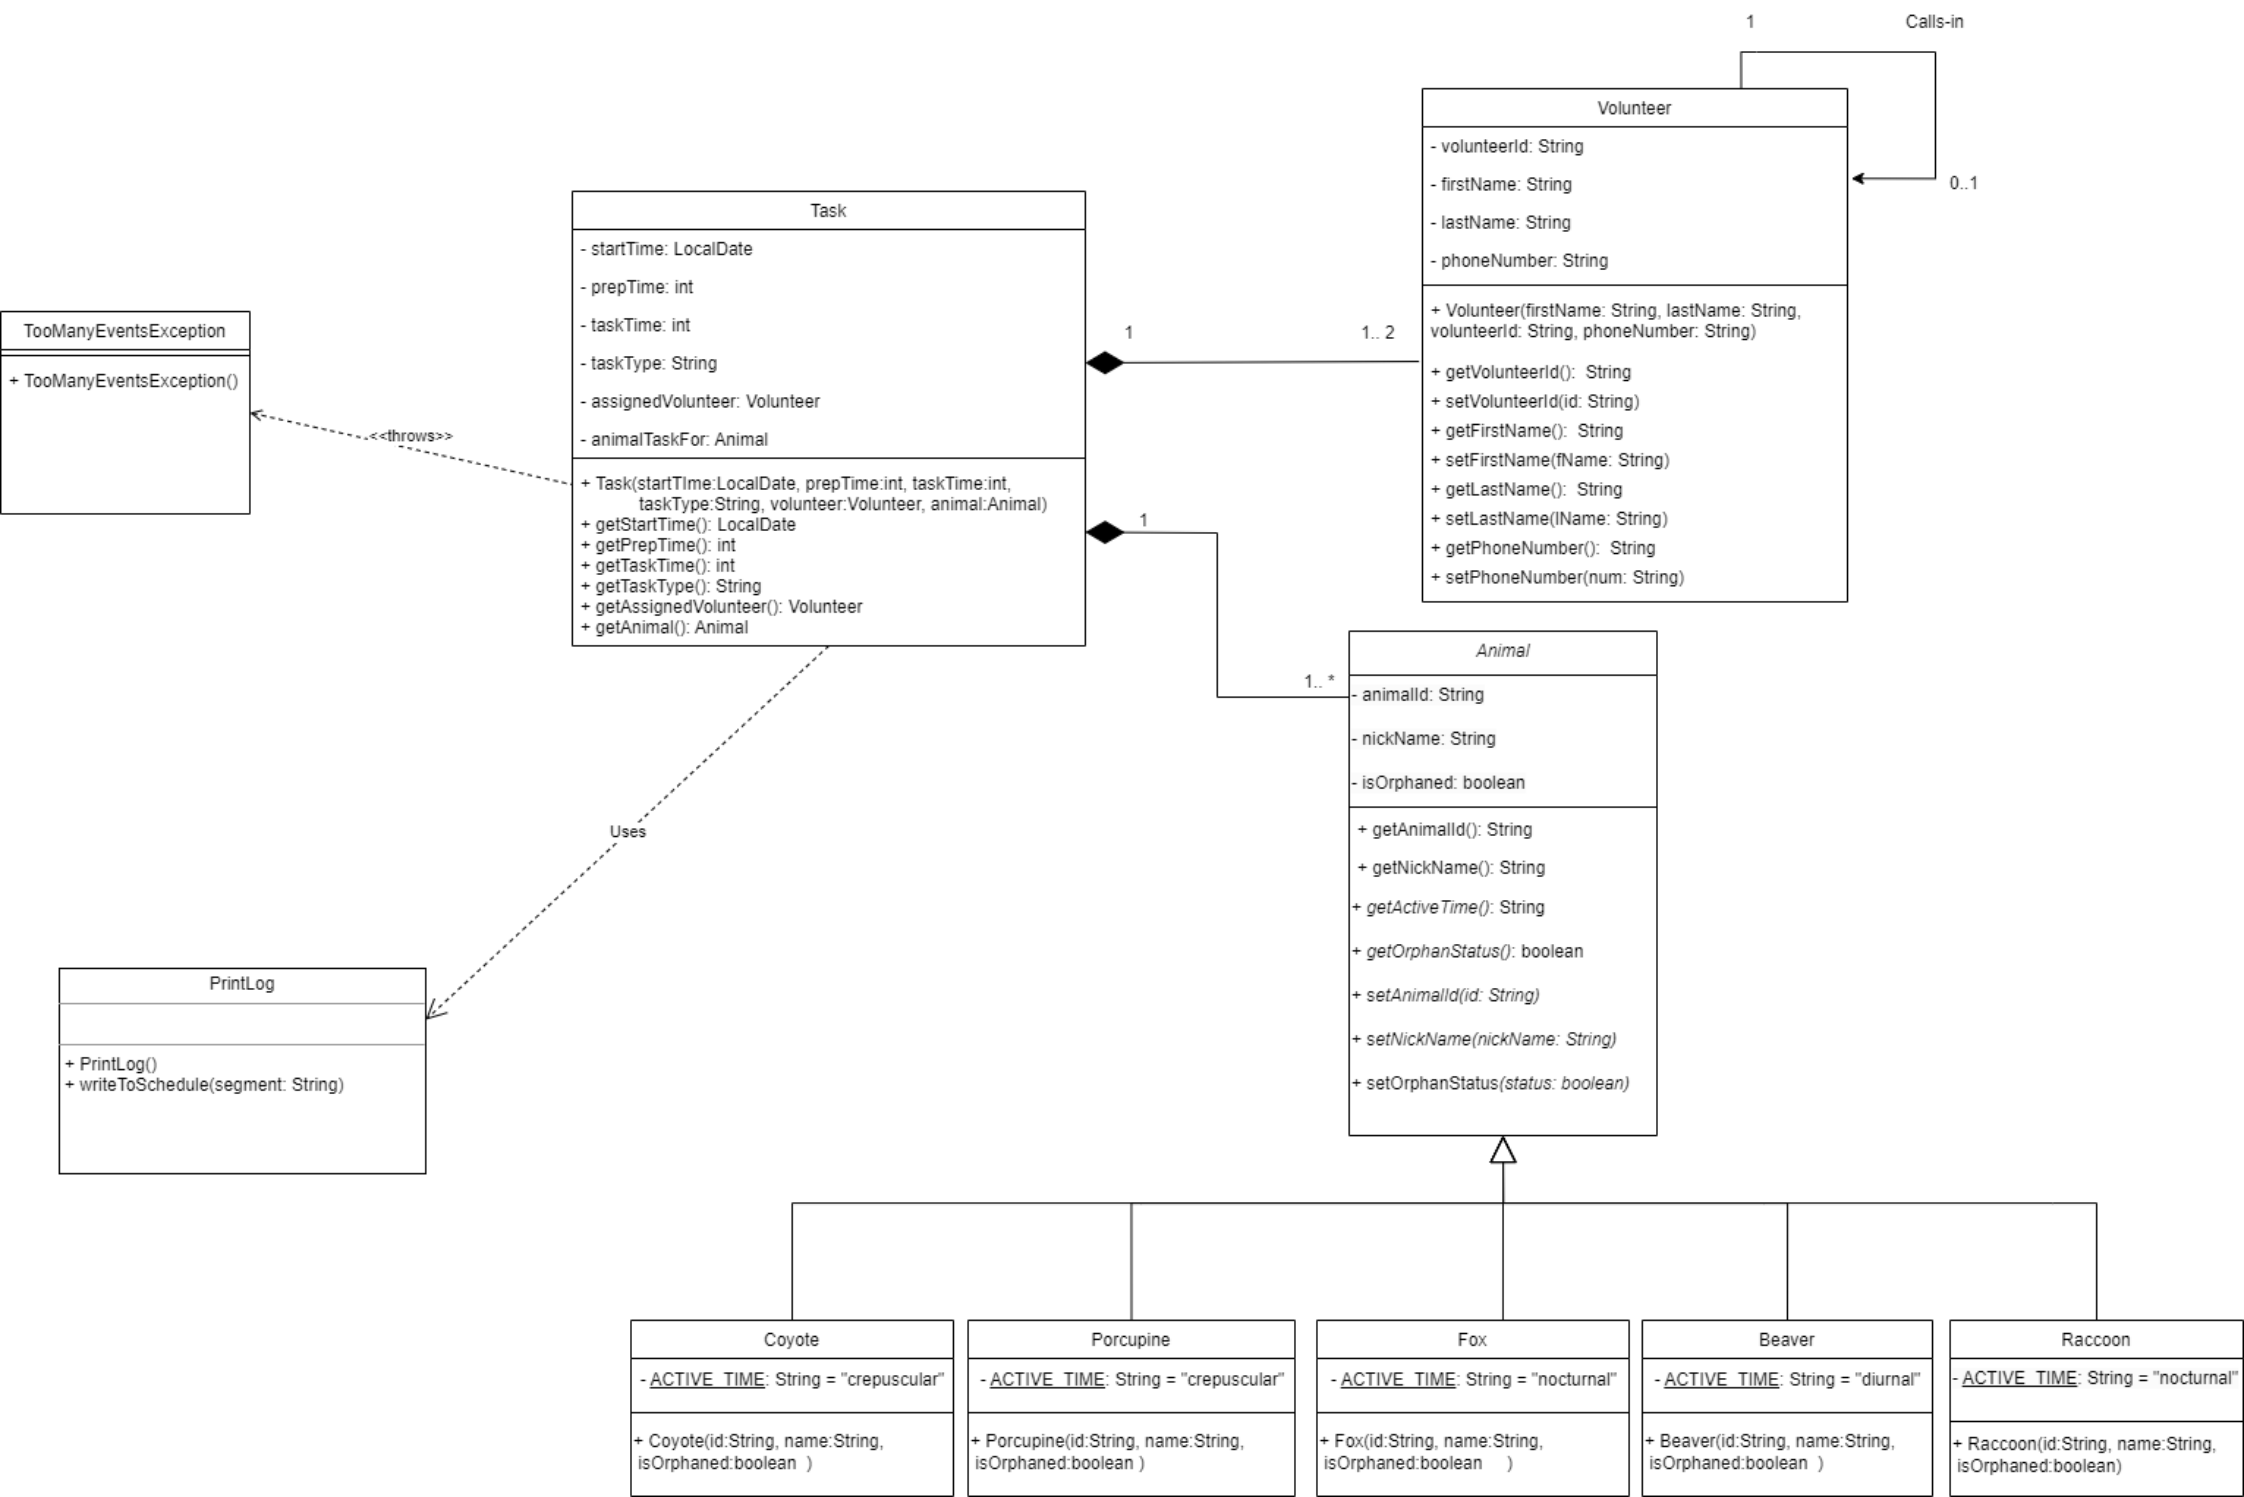 1
Calls-in
0..1
Volunteer
- volunteerId: String
- firstName: String
- lastName: String
- phoneNumber: String
+ Volunteer(firstName: String, lastName: String,
volunteerId: String, phoneNumber: String)
+ getVolunteerId():  String
+ setVolunteerId(id: String)
+ getFirstName():  String
+ setFirstName(fName: String)
+ getLastName():  String
+ setLastName(lName: String)
+ getPhoneNumber():  String
+ setPhoneNumber(num: String)
Task
- startTime: LocalDate
- prepTime: int
- taskTime: int
- taskType: String
- assignedVolunteer: Volunteer
- animalTaskFor: Animal
+ Task(startTIme:LocalDate, prepTime:int, taskTime:int,
taskType:String, volunteer:Volunteer, animal:Animal)
+ getStartTime(): LocalDate
+ getPrepTime(): int
+ getTaskTime(): int
+ getTaskType(): String
+ getAssignedVolunteer(): Volunteer
+ getAnimal(): Animal
1
1.. 2
1
1.. *
TooManyEventsException
+ TooManyEventsException()
<<throws>>
Uses
PrintLog
+ PrintLog()
+ writeToSchedule(segment: String)
Animal
- animalId: String
- nickName: String
- isOrphaned: boolean
+ getAnimalId(): String
+ getNickName(): String
+ getActiveTime(): String
+ getOrphanStatus(): boolean
+ setAnimalId(id: String)
+ setNickName(nickName: String)
+ setOrphanStatus(status: boolean)
Coyote
- ACTIVE_TIME: String = "crepuscular"
+ Coyote(id:String, name:String,
isOrphaned:boolean  )
Porcupine
- ACTIVE_TIME: String = "crepuscular"
+ Porcupine(id:String, name:String,
isOrphaned:boolean )
Fox
- ACTIVE_TIME: String = "nocturnal"
+ Fox(id:String, name:String,
isOrphaned:boolean     )
Beaver
- ACTIVE_TIME: String = "diurnal"
+ Beaver(id:String, name:String,
isOrphaned:boolean  )
Raccoon
- ACTIVE_TIME: String = "nocturnal"
+ Raccoon(id:String, name:String,
isOrphaned:boolean)